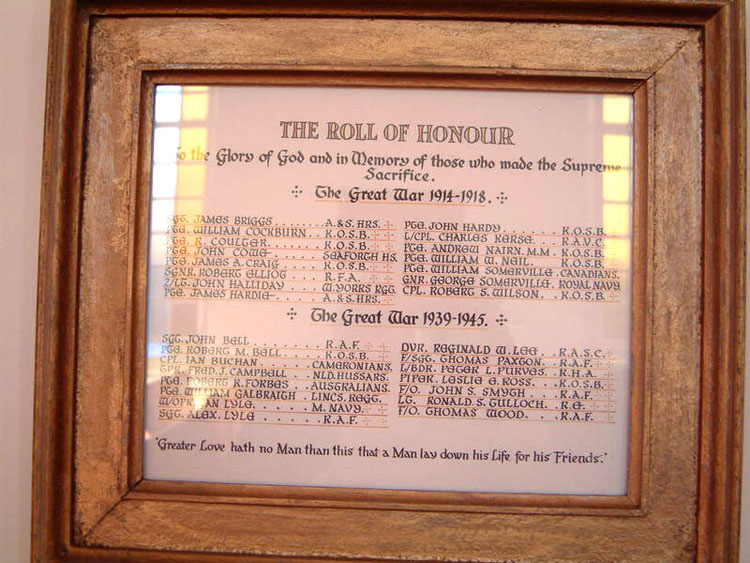 THE ROLL OF HONOUR
To the Glory of God and in Memory of those who made the Supreme
Sacrifice.
The Great War 1914-1918.
SGT. JAMES BRIGGS . . . . . . . A. & S. HRS.
PTE. WILLIAM COCKBURN . K.O.S.B.
PTE. R. COULTER. . . . . . . . K.O.S.B.
PTE. JOHN COWE . . . . . . SEAFORTH HS.
PTE. JAMES A. CRAIG . . . . K.O.S.B.
SGNR. ROBERT ELLIOT . . . . R.F.A.
2/LT. JOHN HALLIDAY . . . . W. YORKS RGG.
PTE. JAMES HARDIE . . . . . . A. & S. HRS.
PTE. JOHN HARDY . . . . . . . . K.O.S.B.
L/CPL. CHARLES KERSE. . . . R.A.V.C.
PTE. ANDREW NAIRN. M.M . K.O.S.B.
PTE. WILLIAM W. NEIL. . . . . K.O.S.B.
PTE. WILLIAM SOMERVILLE . CANADIANS.
GNR. GEORGE SOMERVILLE. ROYAL NAVY
CPL. ROBERT S. WILSON. . . . K.O.S.B.
The Great War 1939-1945.
SGT. JOHN BELL . . . . . . . . . R.A.F.
PTE. ROBERT M. BELL . . . . . K.O.S.B.
CPL. IAN BUCHAN . . . . . . . CAMERONIANS.
TPR. FRED. J. CAMPBELL . . NLD. HUSSARS.
PTE. ROBERT R. FORBES . . AUSTRALIANS.
PTE. WILLIAM GALBRAITH . LINCS. REGT.
W/OPR. IAN LYLE. . . . . . . . M. NAVY.
SGT. ALEX. LYLE . . . . . . . . R.A.F.
DVR. REGINALD W. LEE . . . R.A.S.C.
F/SGT. THOMAS PAXTON. . . R.A.F.
L/BDR. PETER L. PURVES. . . R.H.A.
PIPER. LESLIE G. ROSS. . . . K.O.S.B.
F/O. JOHN S. SMYTH . . . . . R.A.F.
LT. RONALD S. TULLOCH. . . R.E.
F/O. THOMAS WOOD. . . . . . R.A.F.
"Greater Love hath no Man than this that a Man lay down his Life for his Friends."